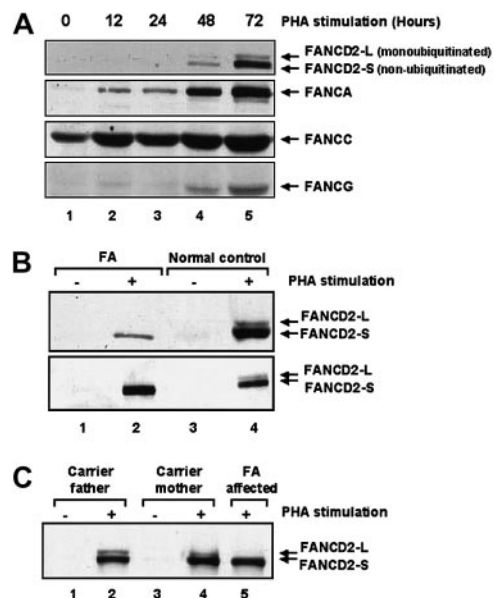 A 0 12 24 48 72 PHA stimulation (Hours)
FANCD2-L (monoubiquitinated)
FANCD2-S (non-ubiquitinated)
FANCA
FANCC
FANCG
1 2 3 4 5
B FA Normal control
- + - + PHA stimulation
FANCD2-L
FANCD2-S
FANCD2-L
FANCD2-S
1 2 3 4
C Carrier father Carrier mother FA affected
- + - + + PHA stimulation
FANCD2-L
FANCD2-S
1 2 3 4 5